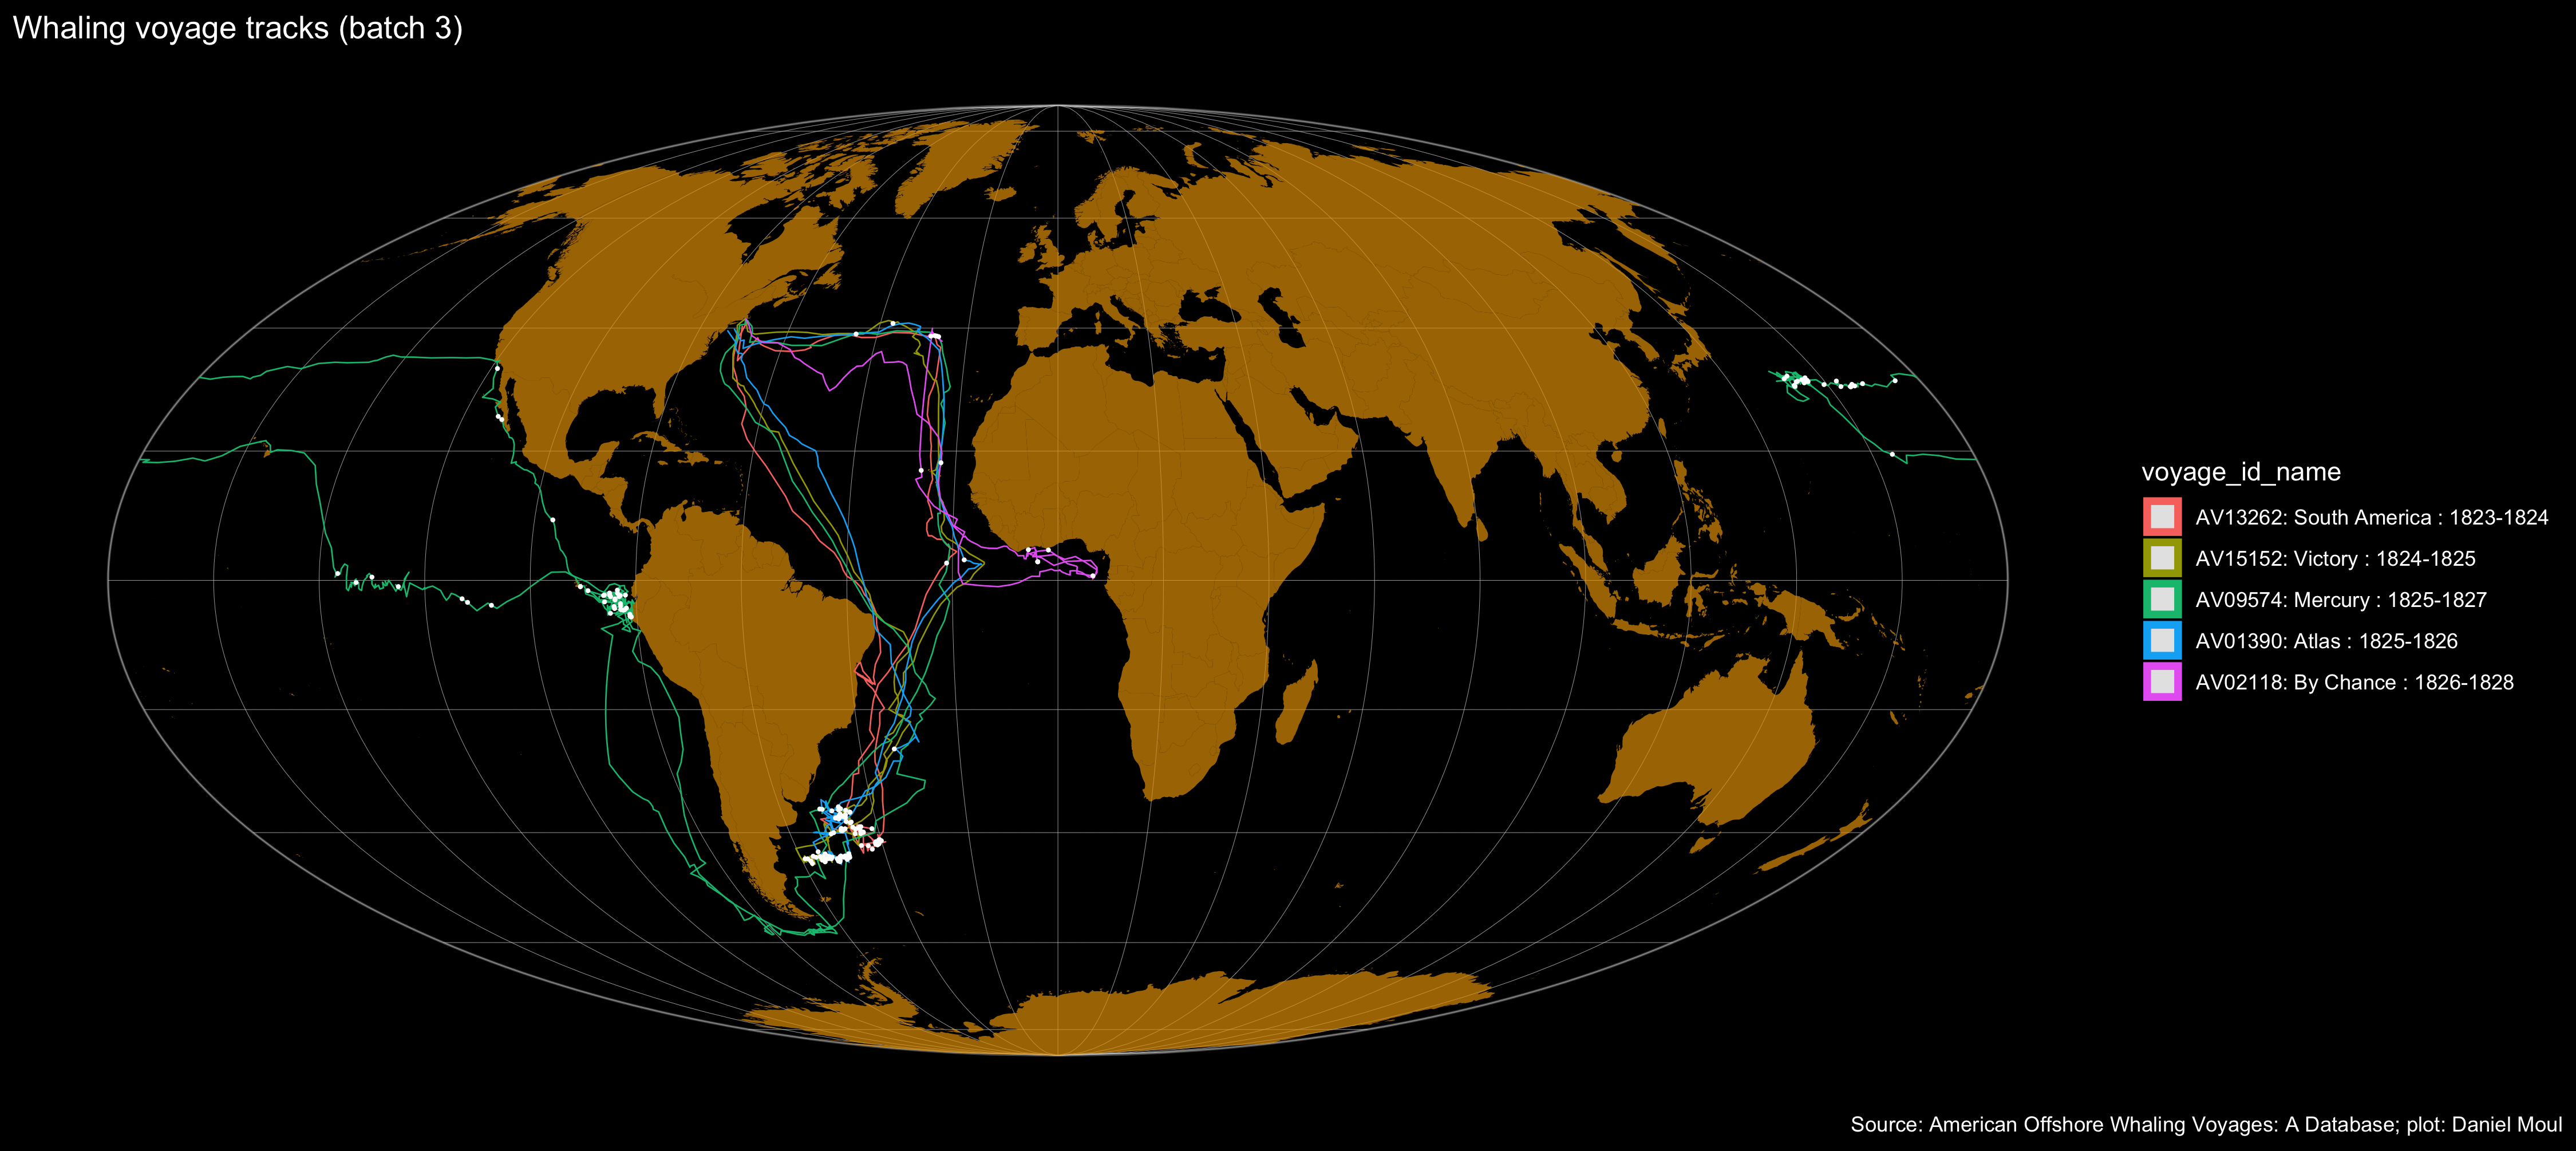 Whaling voyage tracks (batch 3)
voyage_id_name
AV13262: South America : 1823-1824
AV15152: Victory : 1824-1825
AV09574: Mercury : 1825-1827
AV01390: Atlas : 1825-1826
AV02118: By Chance : 1826-1828
Source: American Offshore Whaling Voyages: A Database; plot: Daniel Moul